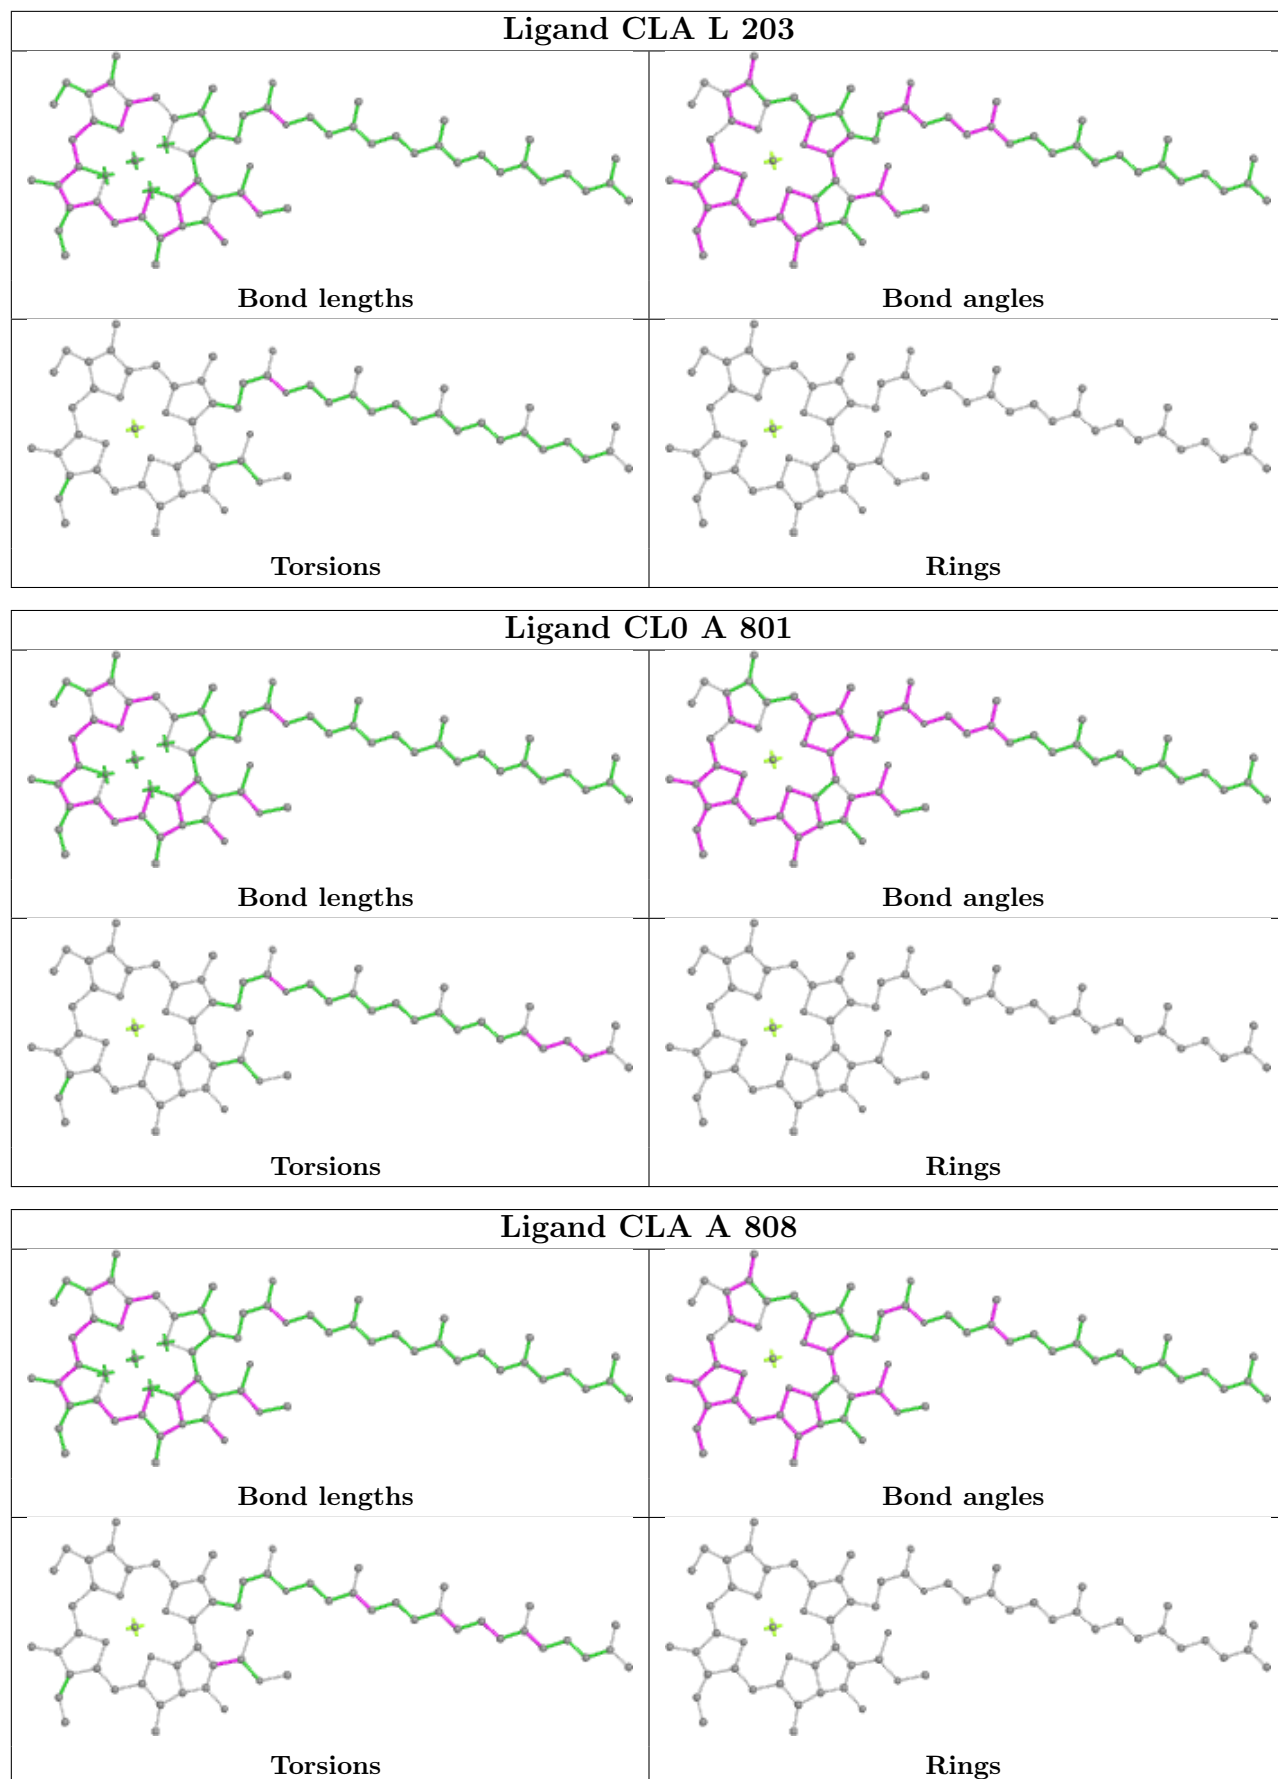 Ligand CLA L 203
Bond lengths
Bond angles
Torsions
Rings
Ligand CL0 A 801
Bond lengths
Bond angles
Torsions
Rings
Ligand CLA A 808
Bond lengths
Bond angles
Torsions
Rings